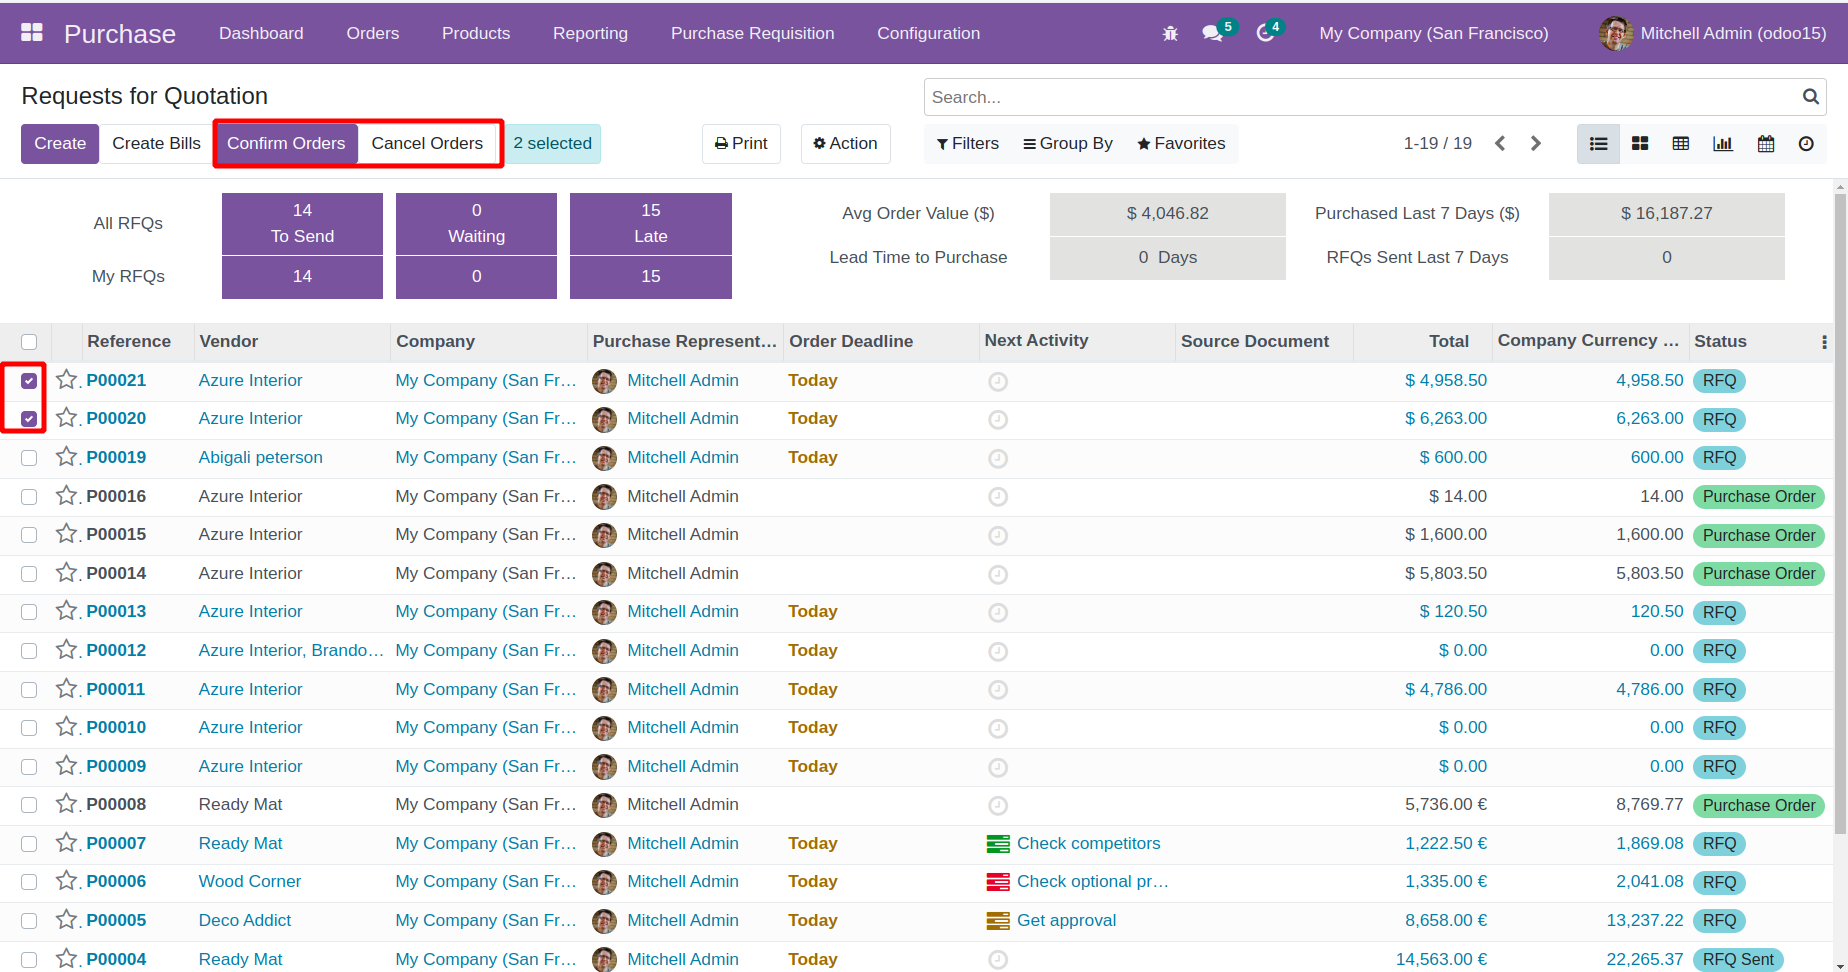 Purchase Dashboard Orders Products Reporting Purchase Requisition Configuration 5 4 My Company (San Francisco) Mitchell Admin (odoo15)
Requests for Quotation Search...
Create Create Bills Confirm Orders Cancel Orders 2 selected Print Action Filters Group By Favorites 1-19 / 19
All RFQs 14 To Send 0 Waiting 15 Late
My RFQs 14 0 15
Avg Order Value ($) $ 4,046.82 Purchased Last 7 Days ($) $ 16,187.27
Lead Time to Purchase 0 Days RFQs Sent Last 7 Days 0
Reference Vendor Company Purchase Represent... Order Deadline Next Activity Source Document Total Company Currency ... Status
P00021 Azure Interior My Company (San Fr... Mitchell Admin Today $ 4,958.50 4,958.50 RFQ
P00020 Azure Interior My Company (San Fr... Mitchell Admin Today $ 6,263.00 6,263.00 RFQ
P00019 Abigali peterson My Company (San Fr... Mitchell Admin Today $ 600.00 600.00 RFQ
P00016 Azure Interior My Company (San Fr... Mitchell Admin $ 14.00 14.00 Purchase Order
P00015 Azure Interior My Company (San Fr... Mitchell Admin $ 1,600.00 1,600.00 Purchase Order
P00014 Azure Interior My Company (San Fr... Mitchell Admin $ 5,803.50 5,803.50 Purchase Order
P00013 Azure Interior My Company (San Fr... Mitchell Admin Today $ 120.50 120.50 RFQ
P00012 Azure Interior, Brando... My Company (San Fr... Mitchell Admin Today $ 0.00 0.00 RFQ
P00011 Azure Interior My Company (San Fr... Mitchell Admin Today $ 4,786.00 4,786.00 RFQ
P00010 Azure Interior My Company (San Fr... Mitchell Admin Today $ 0.00 0.00 RFQ
P00009 Azure Interior My Company (San Fr... Mitchell Admin Today $ 0.00 0.00 RFQ
P00008 Ready Mat My Company (San Fr... Mitchell Admin 5,736.00 € 8,769.77 Purchase Order
P00007 Ready Mat My Company (San Fr... Mitchell Admin Today Check competitors 1,222.50 € 1,869.08 RFQ
P00006 Wood Corner My Company (San Fr... Mitchell Admin Today Check optional pr... 1,335.00 € 2,041.08 RFQ
P00005 Deco Addict My Company (San Fr... Mitchell Admin Today Get approval 8,658.00 € 13,237.22 RFQ
P00004 Ready Mat My Company (San Fr... Mitchell Admin Today 14,563.00 € 22,265.37 RFQ Sent